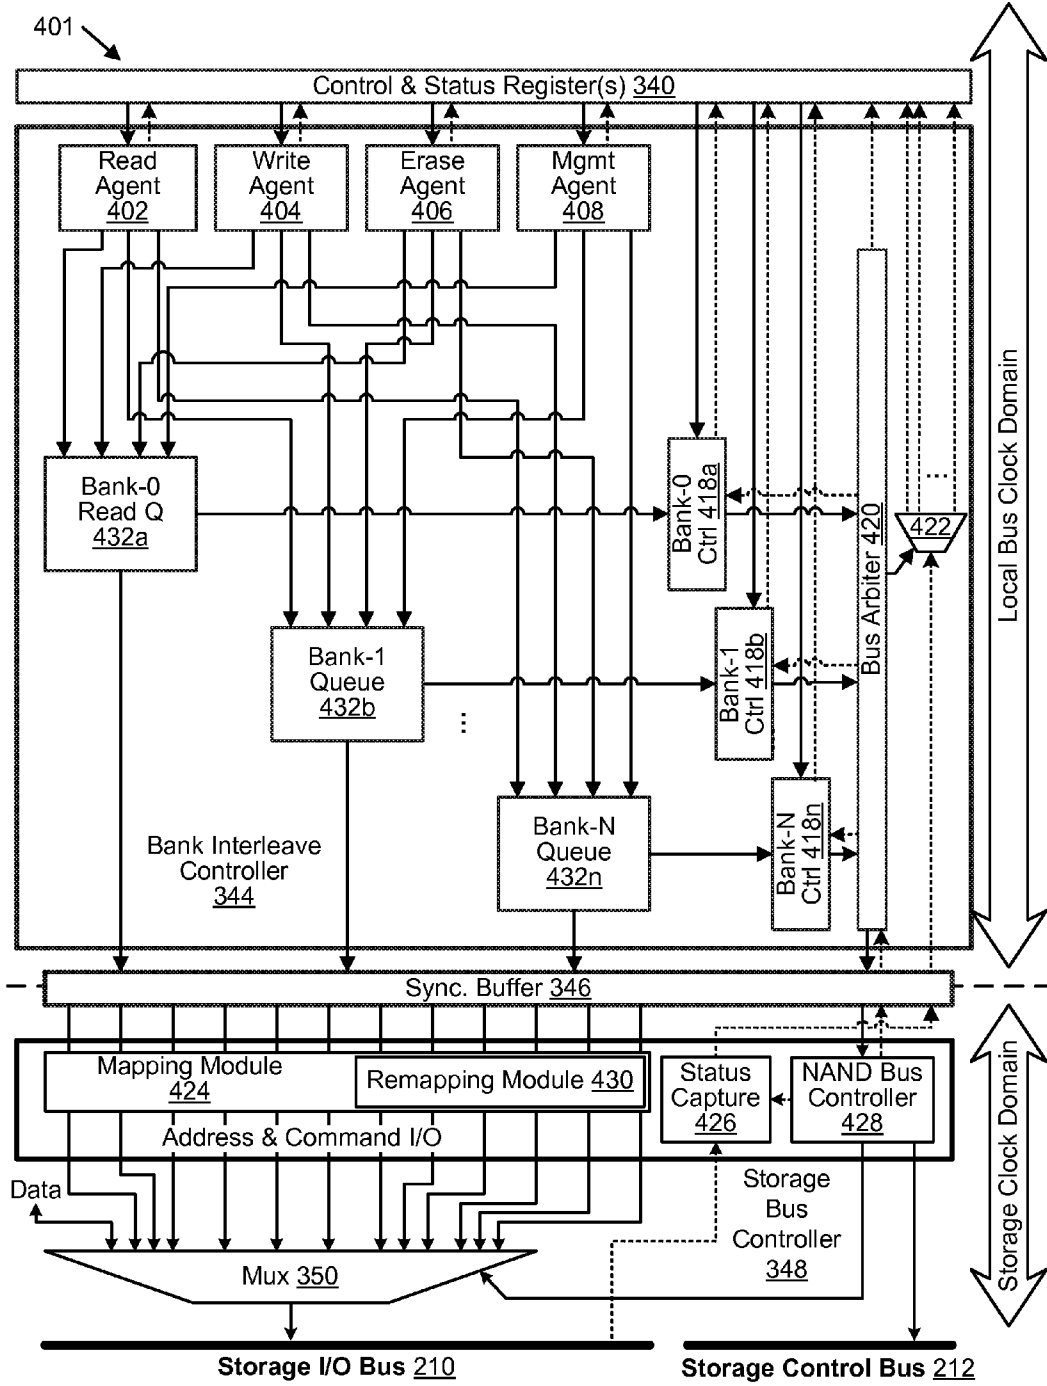 401
Control & Status Register(s) 340
Read
Agent
402
Write
Agent
404
Erase
Agent
406
Mgmt
Agent
408
Bank-0
Read Q
432a
Bank-0
Ctrl 418a
Bus Arbiter 420
422
...
Local Bus Clock Domain
Bank-1
Queue
432b
...
Bank-1
Ctrl 418b
Bank-N
Queue
432n
Bank-N
Ctrl 418n
Bank Interleave
Controller
344
Sync. Buffer 346
Mapping Module
424
Remapping Module 430
Status
Capture
426
NAND Bus
Controller
428
Address & Command I/O
Storage Clock Domain
Data
Storage
Bus
Controller
348
Mux 350
Storage I/O Bus 210
Storage Control Bus 212